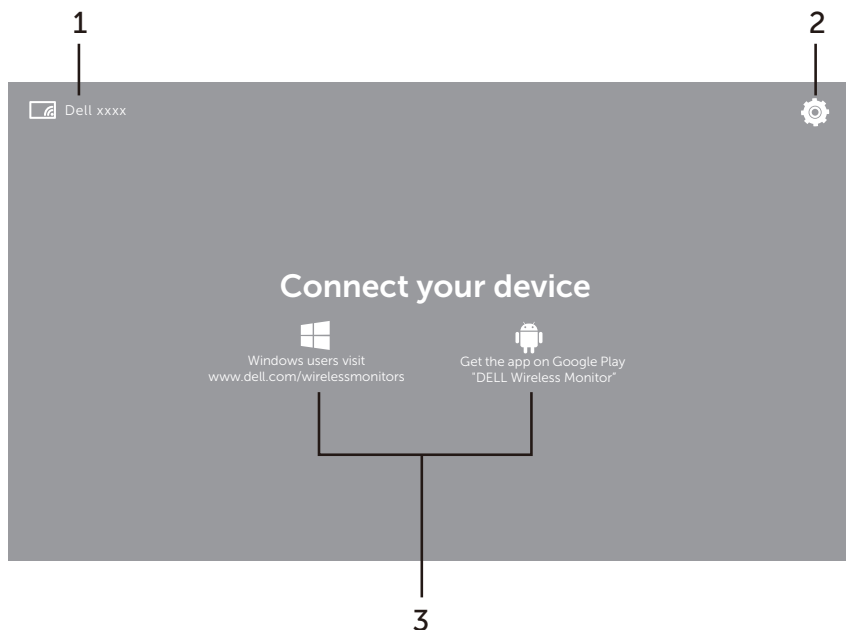 1
2
Dell xxxx
Connect your device
Windows users visit
www.dell.com/wirelessmonitors
Get the app on Google Play
"DELL Wireless Monitor"
3